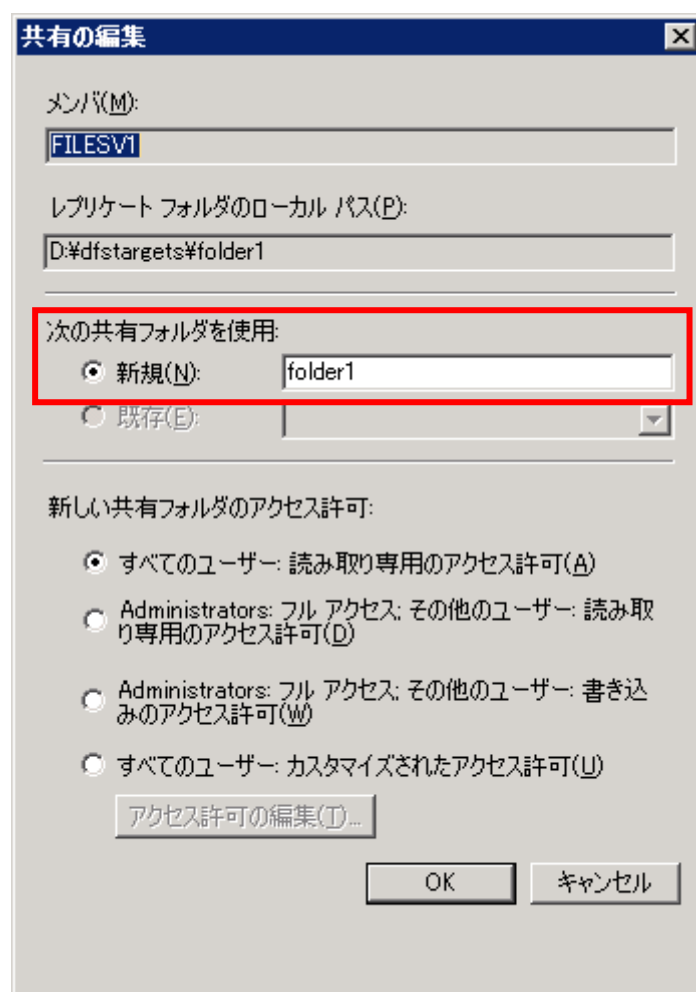 共有の編集
メンバ(M):
FILESV1
レプリケート フォルダのローカル パス(P):
D:¥dfstargets¥folder1
次の共有フォルダを使用:
新規(N): folder1
既存(E):
新しい共有フォルダのアクセス許可:
すべてのユーザー: 読み取り専用のアクセス許可(A)
Administrators: フル アクセス; その他のユーザー: 読み取
り専用のアクセス許可(D)
Administrators: フル アクセス; その他のユーザー: 書き込
みのアクセス許可(W)
すべてのユーザー: カスタマイズされたアクセス許可(U)
アクセス許可の編集(T)...
OK キャンセル